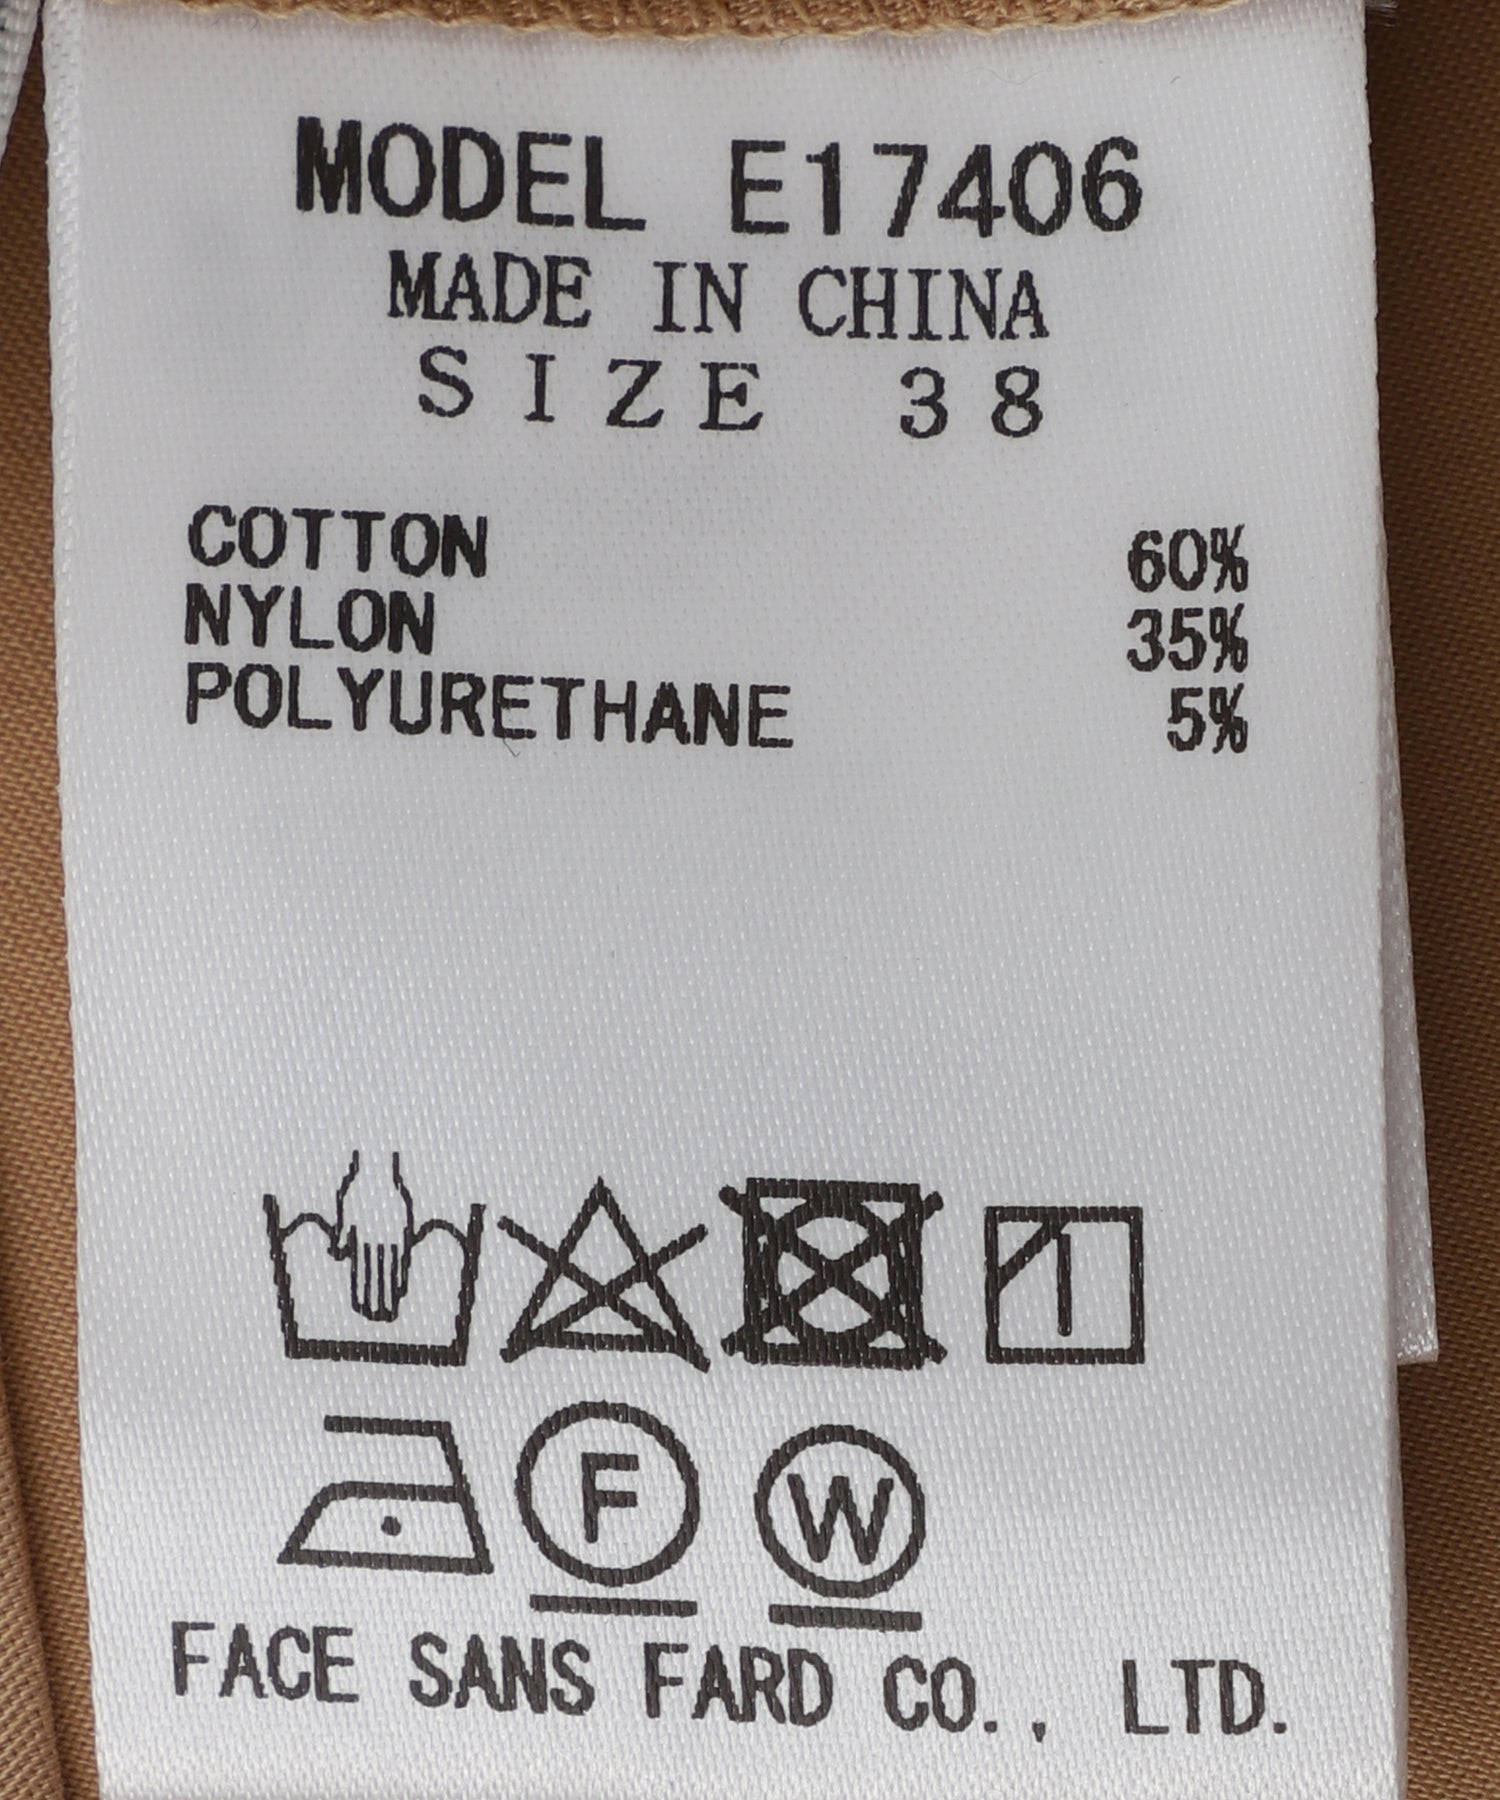 MODEL E17406
MADE IN CHINA
SIZE 38
COTTON 60%
NYLON 35%
POLYURETHANE 5%
F W
FACE SANS FARD CO., LTD.